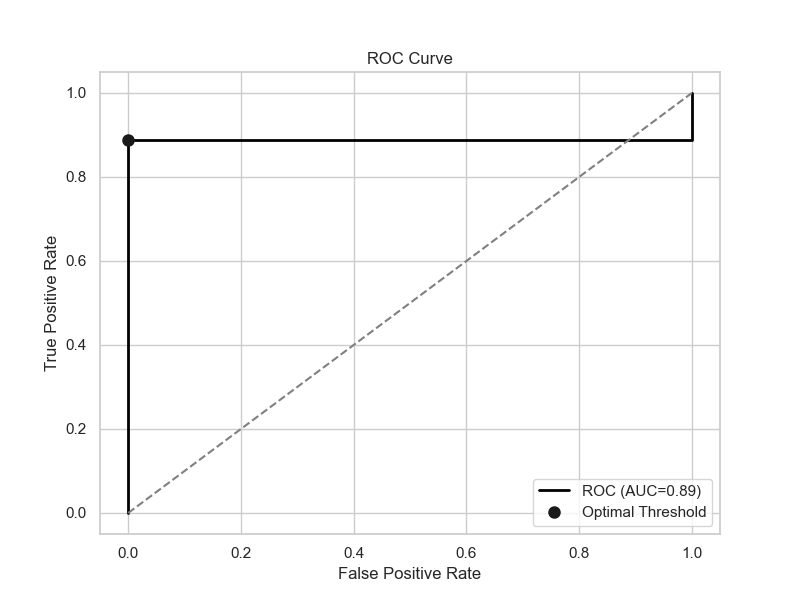 ROC Curve
1.0
0.8
0.6
0.4
0.2
0.0
True Positive Rate
0.0 0.2 0.4 0.6 0.8 1.0
False Positive Rate
ROC (AUC=0.89)
Optimal Threshold